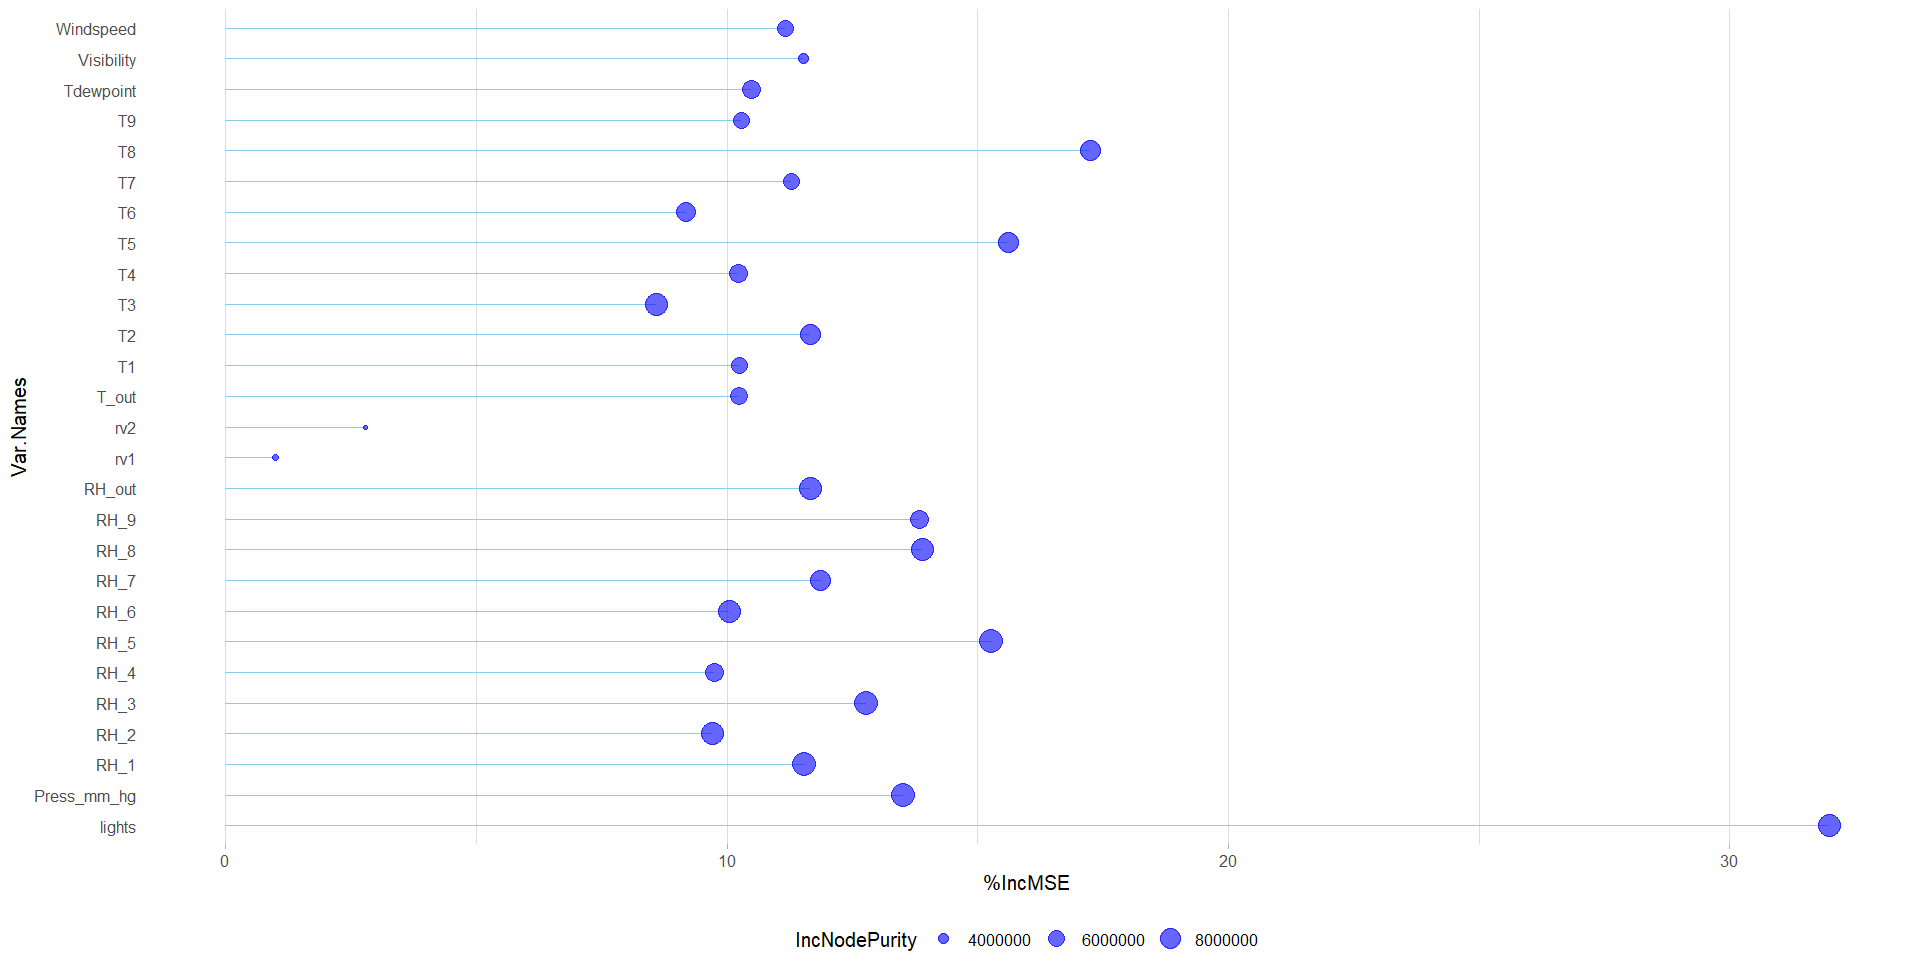 Windspeed
Visibility
Tdewpoint
T9
T8
T7
T6
T5
T4
T3
T2
T1
T_out
rv2
rv1
RH_out
RH_9
RH_8
RH_7
RH_6
RH_5
RH_4
RH_3
RH_2
RH_1
Press_mm_hg
lights
Var.Names
0 10 20 30
%IncMSE
IncNodePurity 4000000 6000000 8000000